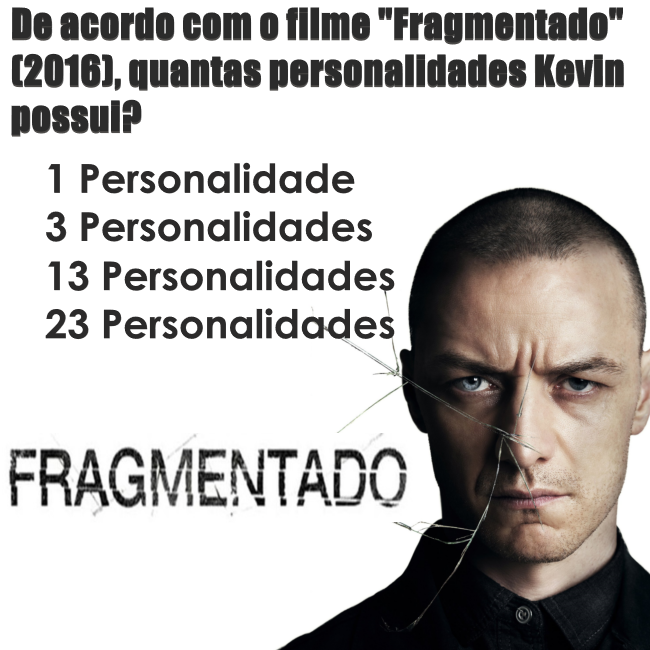 De acordo com o filme "Fragmentado"
(2016), quantas personalidades Kevin
possui?
1 Personalidade
3 Personalidades
13 Personalidades
23 Personalidades
FRAGMENTADO